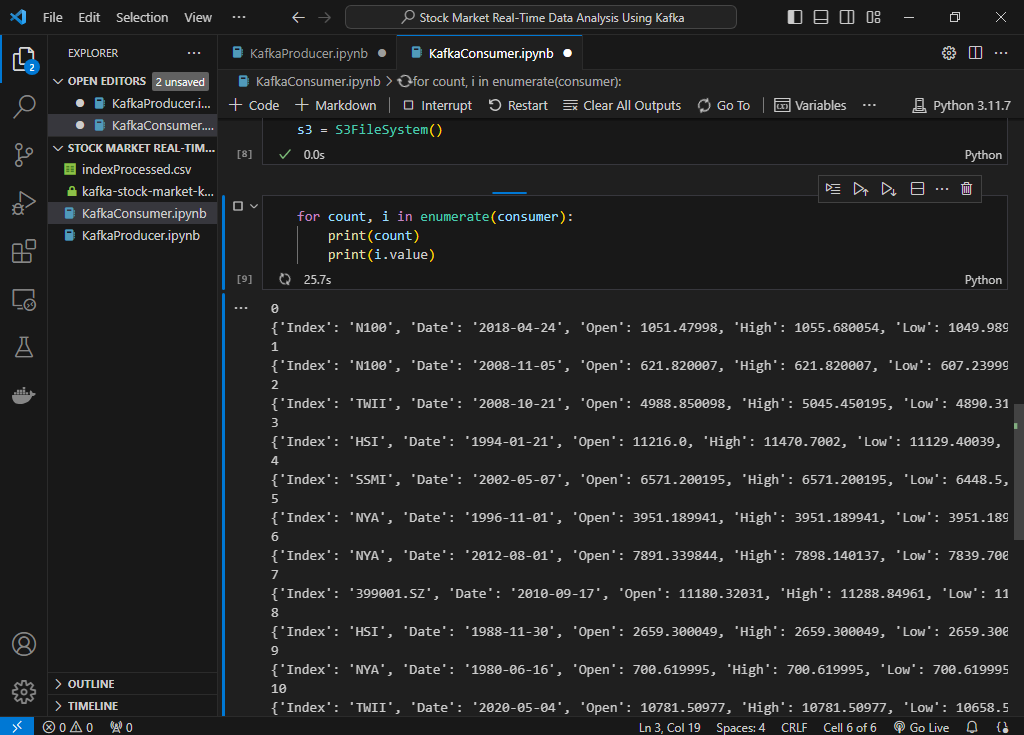 File Edit Selection View ··· Stock Market Real-Time Data Analysis Using Kafka
EXPLORER ···
OPEN EDITORS 2 unsaved
KafkaProducer.i...
KafkaConsumer....
STOCK MARKET REAL-TIM...
indexProcessed.csv
kafka-stock-market-k...
KafkaConsumer.ipynb
KafkaProducer.ipynb
OUTLINE
TIMELINE
2
KafkaProducer.ipynb KafkaConsumer.ipynb ···
KafkaConsumer.ipynb > for count, i in enumerate(consumer):
+ Code + Markdown Interrupt Restart Clear All Outputs Go To Variables ··· Python 3.11.7
s3 = S3FileSystem()
[8] 0.0s Python
for count, i in enumerate(consumer):
print(count)
print(i.value)
[9] 25.7s Python
··· 0
{'Index': 'N100', 'Date': '2018-04-24', 'Open': 1051.47998, 'High': 1055.680054, 'Low': 1049.989
1
{'Index': 'N100', 'Date': '2008-11-05', 'Open': 621.820007, 'High': 621.820007, 'Low': 607.23999
2
{'Index': 'TWII', 'Date': '2008-10-21', 'Open': 4988.850098, 'High': 5045.450195, 'Low': 4890.31
3
{'Index': 'HSI', 'Date': '1994-01-21', 'Open': 11216.0, 'High': 11470.7002, 'Low': 11129.40039,
4
{'Index': 'SSMI', 'Date': '2002-05-07', 'Open': 6571.200195, 'High': 6571.200195, 'Low': 6448.5,
5
{'Index': 'NYA', 'Date': '1996-11-01', 'Open': 3951.189941, 'High': 3951.189941, 'Low': 3951.189
6
{'Index': 'NYA', 'Date': '2012-08-01', 'Open': 7891.339844, 'High': 7898.140137, 'Low': 7839.700
7
{'Index': '399001.SZ', 'Date': '2010-09-17', 'Open': 11180.32031, 'High': 11288.84961, 'Low': 11
8
{'Index': 'HSI', 'Date': '1988-11-30', 'Open': 2659.300049, 'High': 2659.300049, 'Low': 2659.300
9
{'Index': 'NYA', 'Date': '1980-06-16', 'Open': 700.619995, 'High': 700.619995, 'Low': 700.619995
10
{'Index': 'TWII', 'Date': '2020-05-04', 'Open': 10781.50977, 'High': 10781.50977, 'Low': 10658.5
0 0 0 Ln 3, Col 19 Spaces: 4 CRLF Cell 6 of 6 Go Live